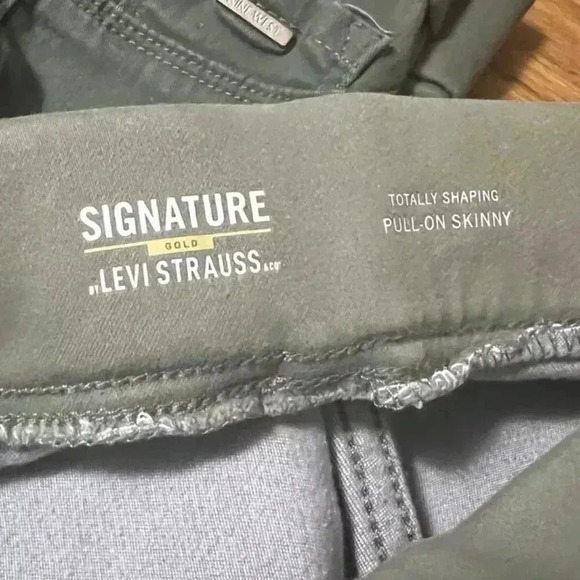 SIGNATURE
GOLD
BY LEVI STRAUSS & CO
TOTALLY SHAPING
PULL-ON SKINNY